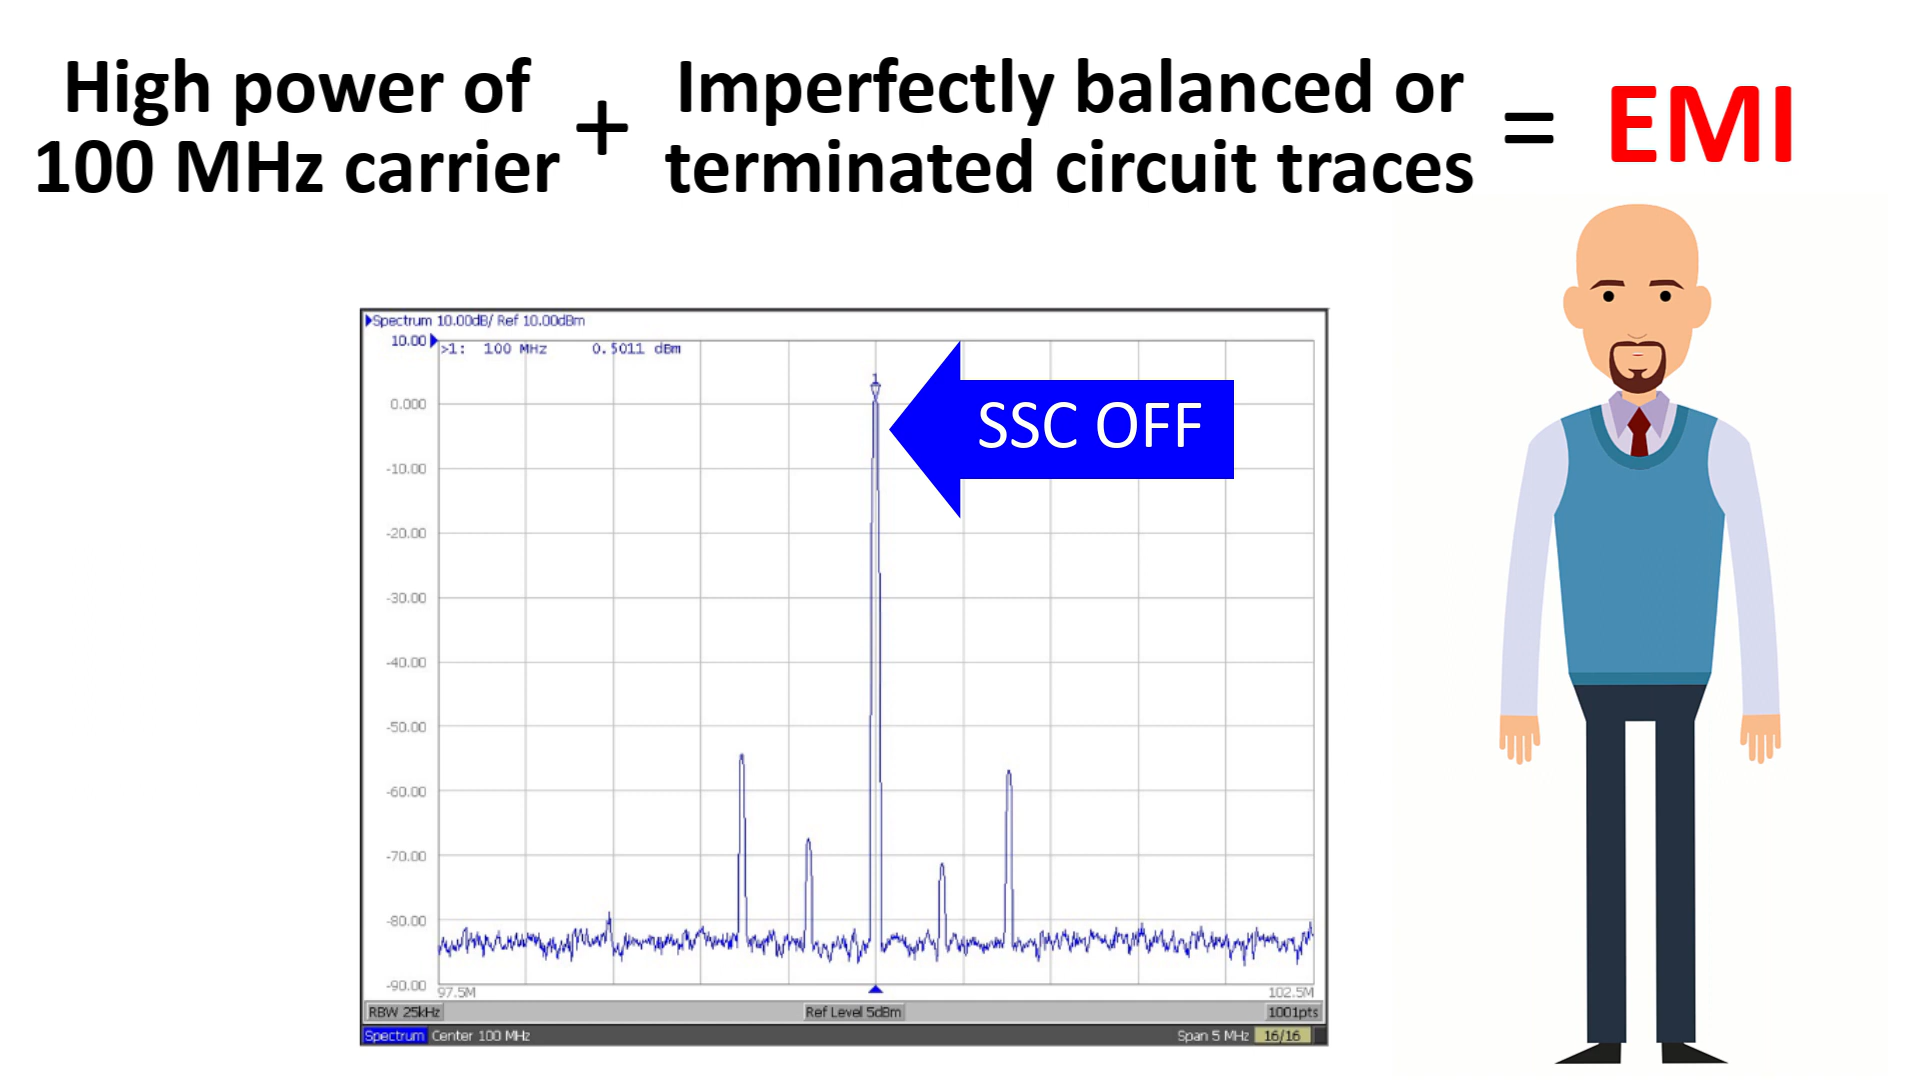 High power of
100 MHz carrier
+
Imperfectly balanced or
terminated circuit traces
=
EMI
Spectrum 10.00dB/ Ref 10.00dBm
10.00
>1: 100 MHz 0.5011 dBm
1
SSC OFF
0.000
-10.00
-20.00
-30.00
-40.00
-50.00
-60.00
-70.00
-80.00
-90.00
97.5M 102.5M
RBW 25kHz Ref Level 5dBm 1001pts
Spectrum Center 100 MHz Span 5 MHz 16/16